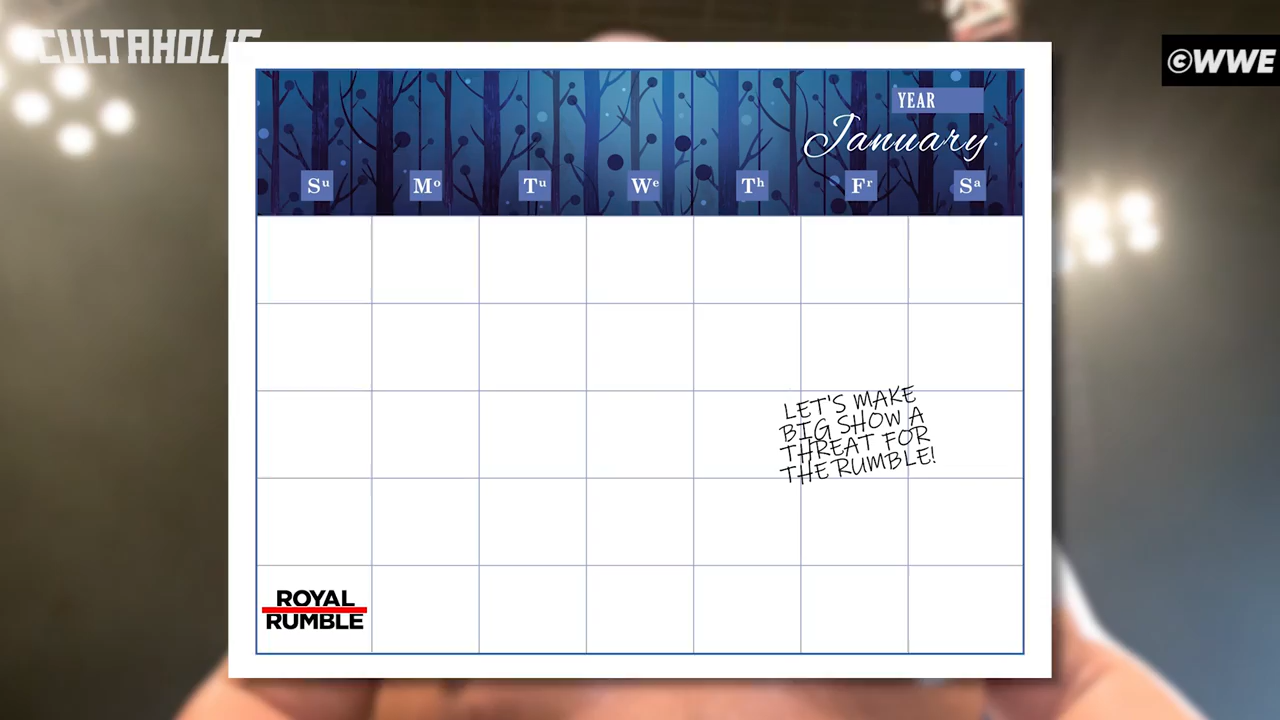 CULTAHOLIC
©WWE
YEAR
January
Su Mo Tu We Th Fr Sa
LET'S MAKE
BIG SHOW A
THREAT FOR
THE RUMBLE!
ROYAL
RUMBLE